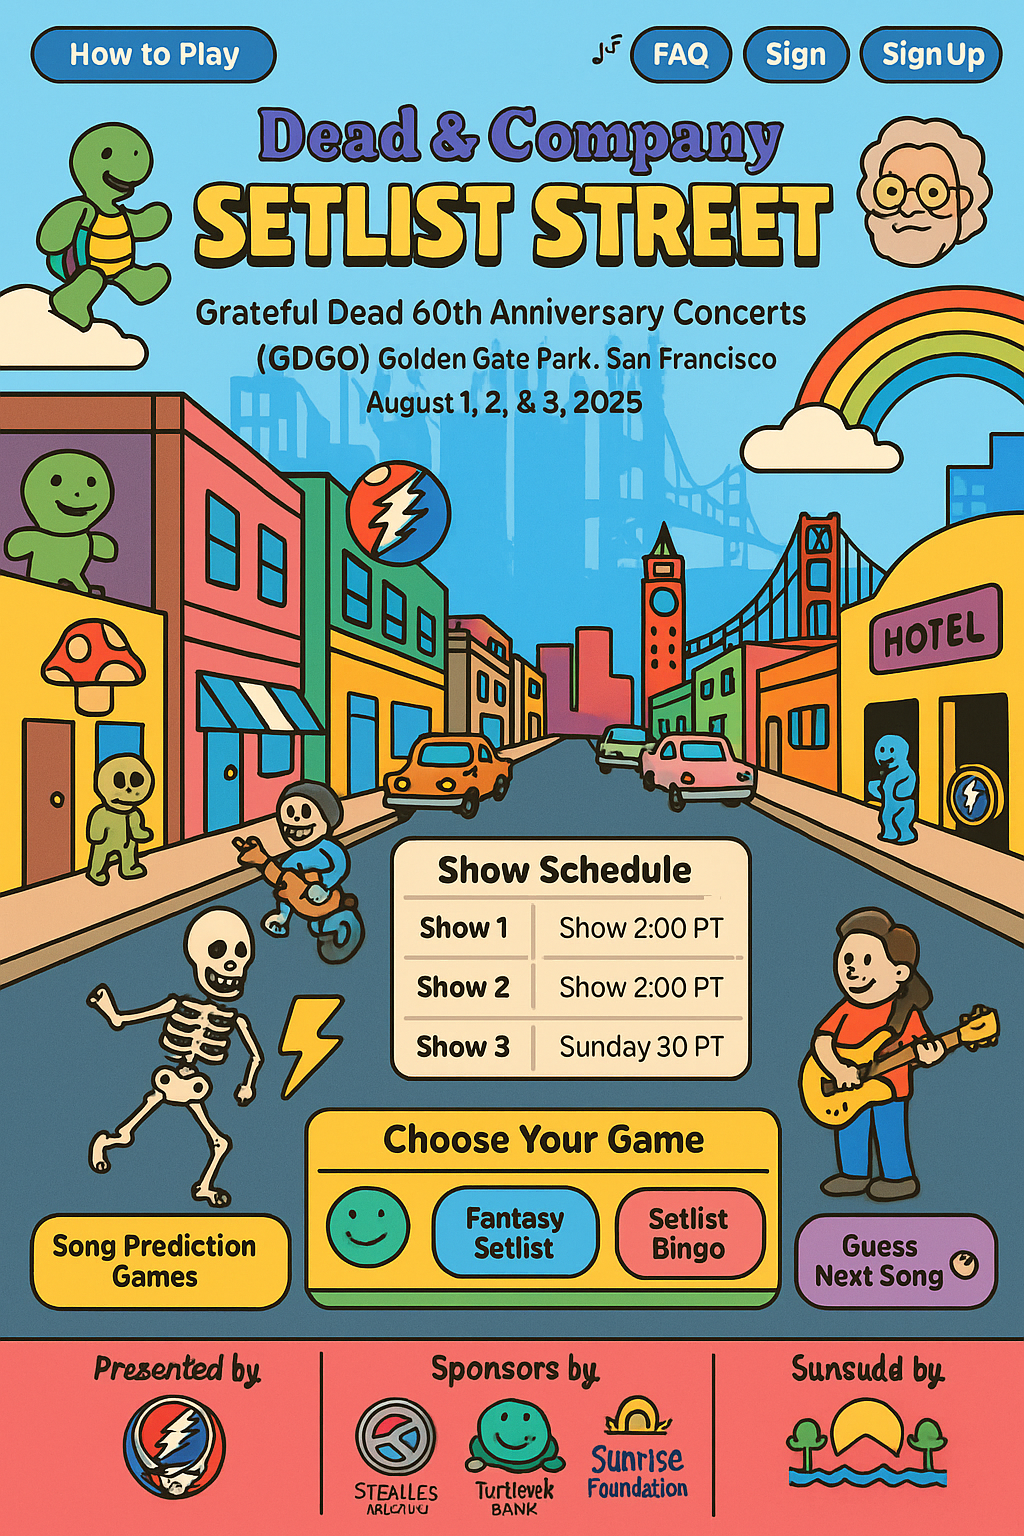 How to Play
FAQ
Sign
Sign Up
Dead & Company
SETLIST STREET
Grateful Dead 60th Anniversary Concerts
(GDGO) Golden Gate Park. San Francisco
August 1, 2, & 3, 2025
HOTEL
Show Schedule
Show 1 Show 2:00 PT
Show 2 Show 2:00 PT
Show 3 Sunday 30 PT
Choose Your Game
Fantasy
Setlist
Setlist
Bingo
Song Prediction
Games
Guess
Next Song
Presented by
Sponsors by
STEALLES
Turtlevek
BANK
Sunrise
Foundation
Sunsudd by